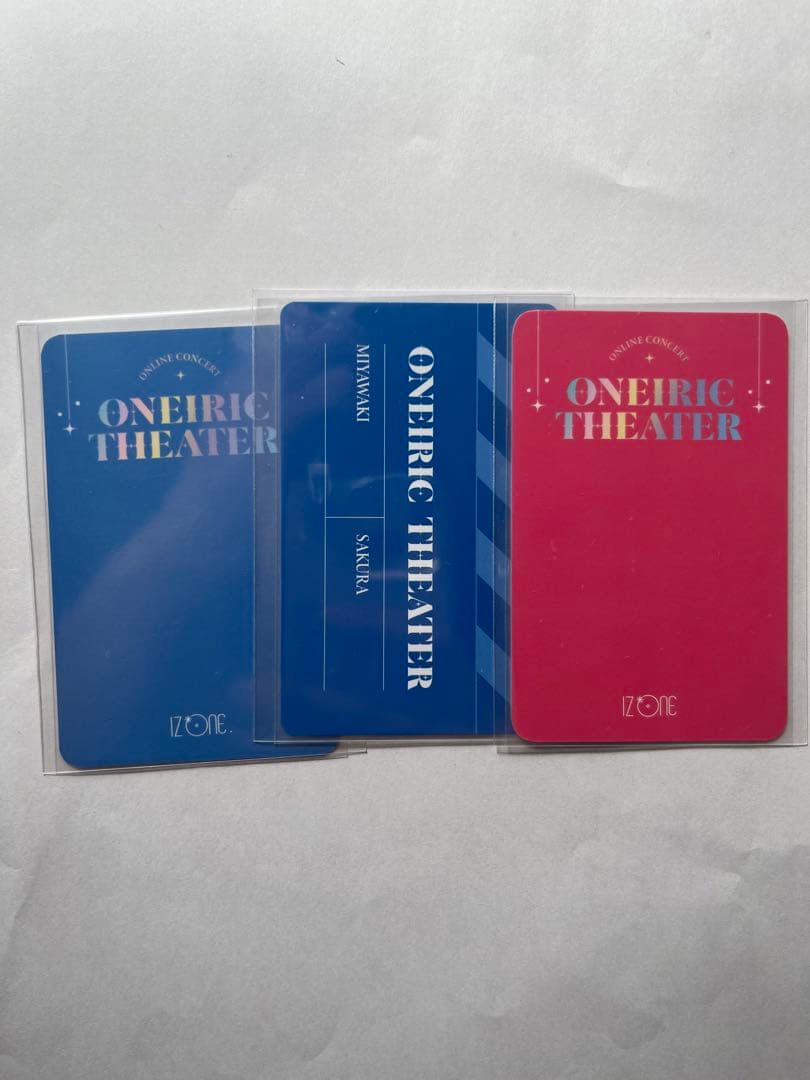 ONLINE CONCERT
ONEIRIC
THEATER
IZ*ONE.
ONEIRIC THEATER
MIYAWAKI
SAKURA
ONLINE CONCERT
ONEIRIC
THEATER
IZ*ONE